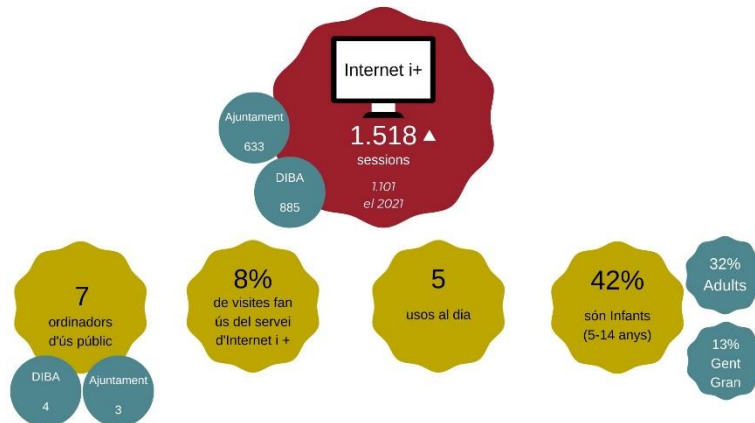 Internet i+
1.518
sessions
1.101
el 2021
Ajuntament
633
DIBA
885
7
ordinadors
d'ús públic
DIBA
4
Ajuntament
3
8%
de visites fan
ús del servei
d'Internet i +
5
usos al dia
42%
són Infants
(5-14 anys)
32%
Adults
13%
Gent
Gran